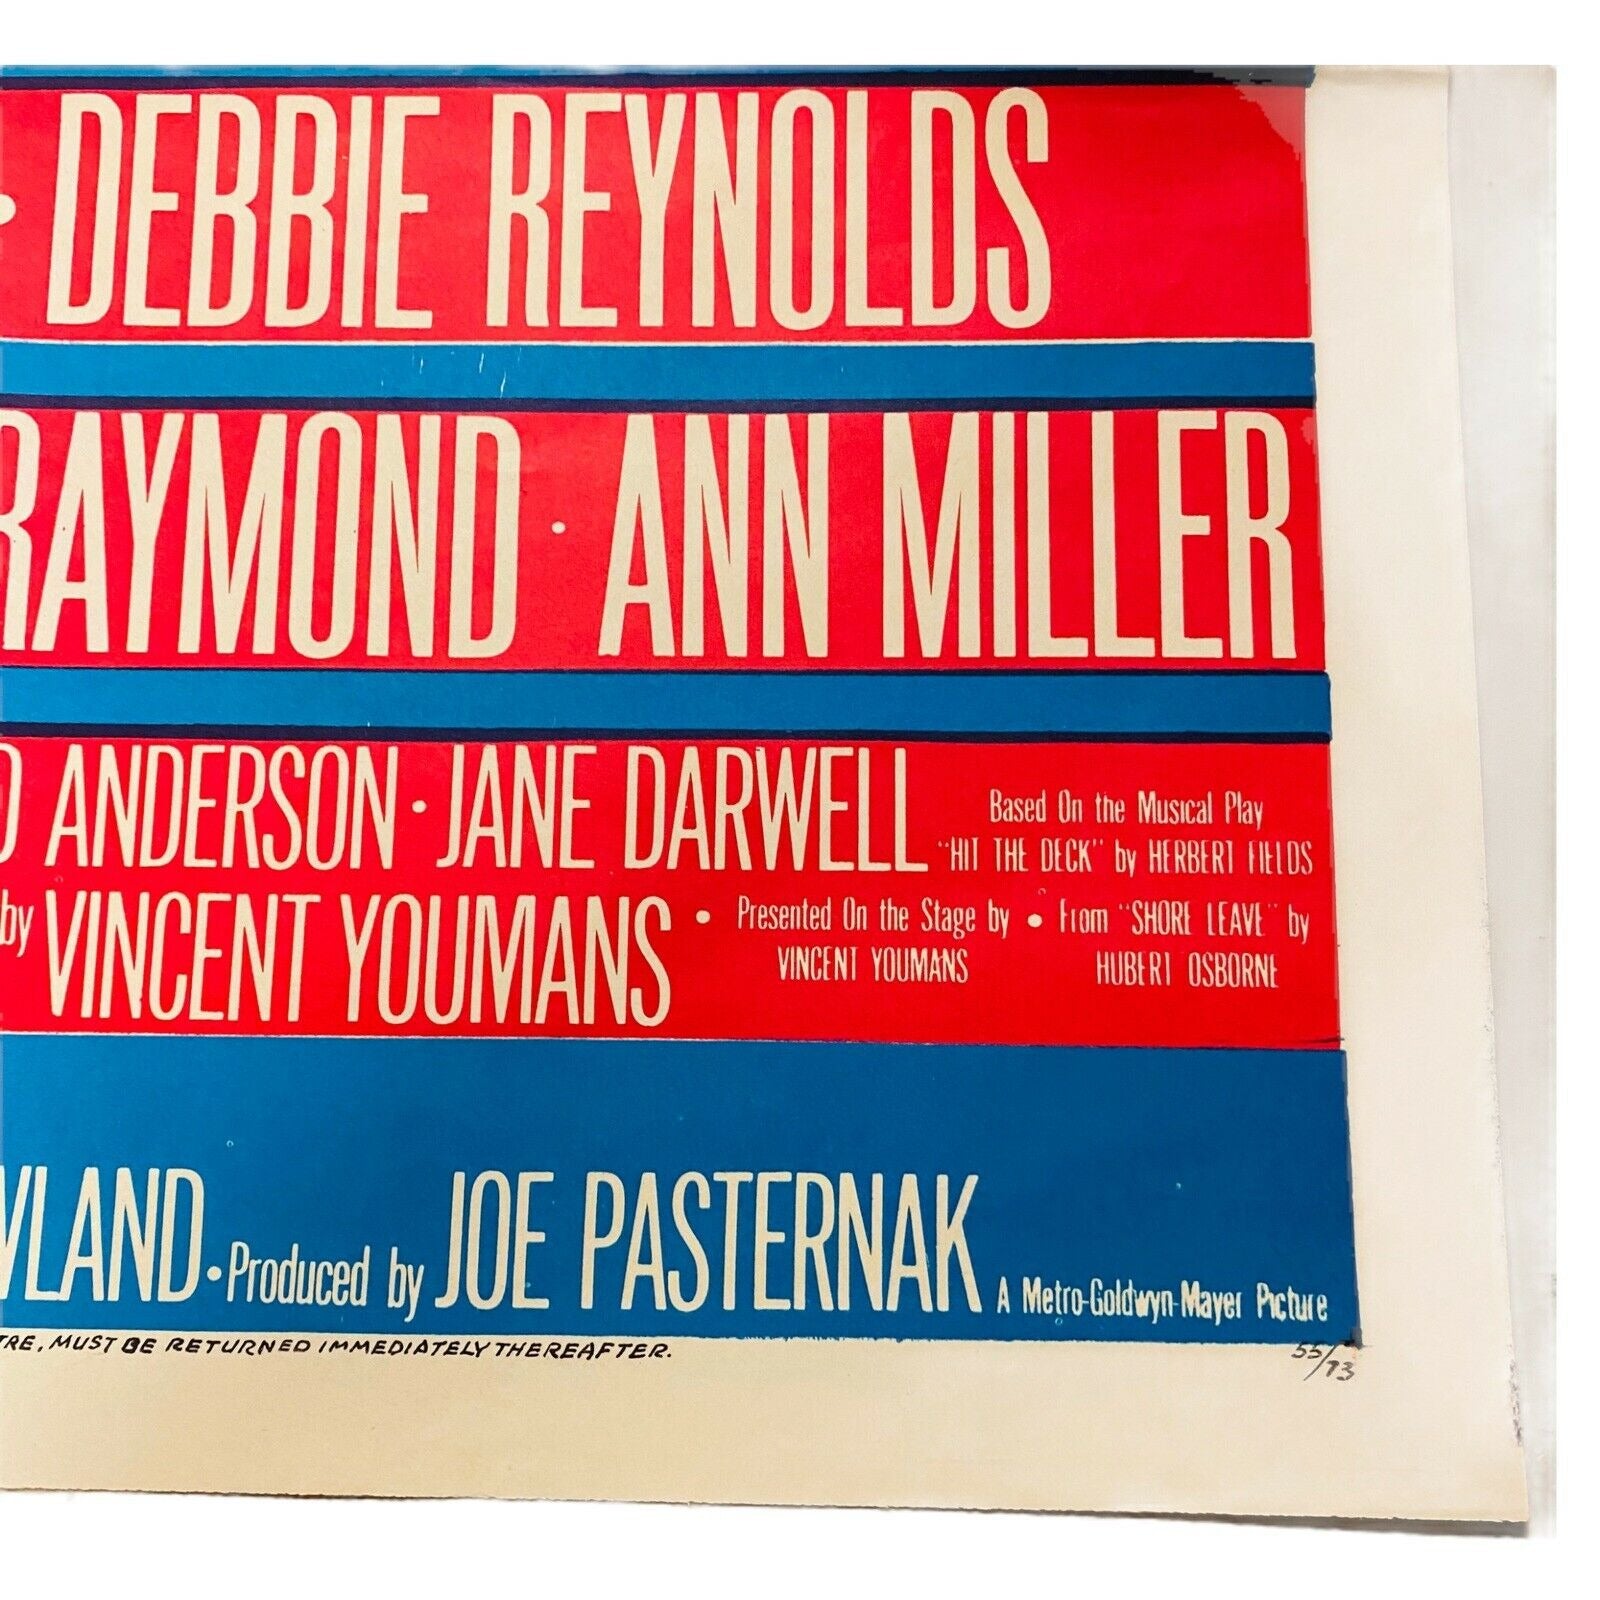 · DEBBIE REYNOLDS
RAYMOND · ANN MILLER
D ANDERSON · JANE DARWELL
Based On the Musical Play
"HIT THE DECK" by HERBERT FIELDS
by VINCENT YOUMANS • Presented On the Stage by • From "SHORE LEAVE" by
VINCENT YOUMANS HUBERT OSBORNE
LAND • Produced by JOE PASTERNAK A Metro-Goldwyn-Mayer Picture
TRE, MUST BE RETURNED IMMEDIATELY THEREAFTER.
55/73